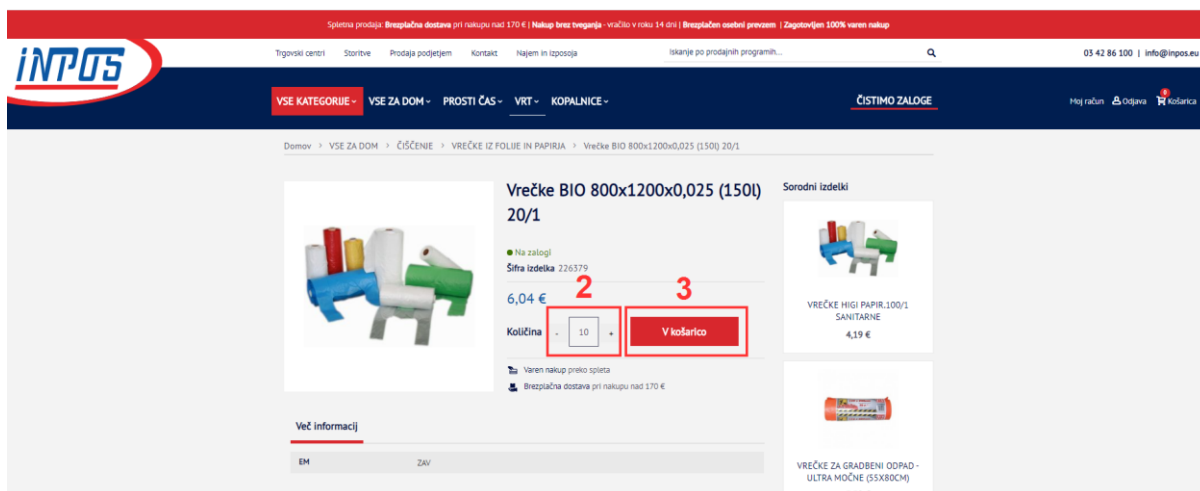 Spletna prodaja: Brezplačna dostava pri nakupu nad 170 € | Nakup brez tveganja - vračilo v roku 14 dni | Brezplačen osebni prevzem | Zagotovljen 100% varen nakup
INPOS
Trgovski centri Storitve Prodaja podjetjem Kontakt Najem in izposoja Iskanje po prodajnih programih... 03 42 86 100 | info@inpos.eu
VSE KATEGORIJE VSE ZA DOM PROSTI ČAS VRT KOPALNICE ČISTIMO ZALOGE Moj račun Odjava 0 Košarica
Domov > VSE ZA DOM > ČIŠČENJE > VREČKE IZ FOLIJE IN PAPIRJA > Vrečke BIO 800x1200x0,025 (150l) 20/1
Vrečke BIO 800x1200x0,025 (150l)
20/1
Na zalogi
Šifra izdelka 226379
6,04 €
2
3
Količina - 10 + V košarico
Varen nakup preko spleta
Brezplačna dostava pri nakupu nad 170 €
Več informacij
EM ZAV
Sorodni izdelki
VREČKE HIGI PAPIR.100/1
SANITARNE
4,19 €
VREČKE ZA GRADBENI ODPAD -
ULTRA MOČNE (55X80CM)